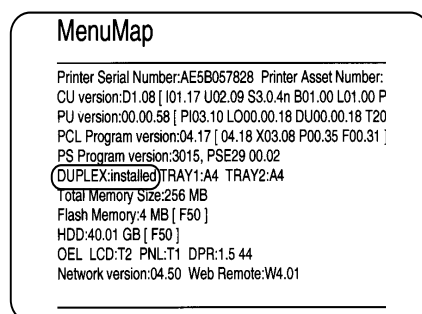 MenuMap
Printer Serial Number:AE5B057828 Printer Asset Number:
CU version:D1.08 [ I01.17 U02.09 S3.0.4n B01.00 L01.00 P
PU version:00.00.58 [ PI03.10 LO00.00.18 DU00.00.18 T20
PCL Program version:04.17 [ 04.18 X03.08 P00.35 F00.31 ]
PS Program version:3015, PSE29 00.02
DUPLEX:installed TRAY1:A4 TRAY2:A4
Total Memory Size:256 MB
Flash Memory:4 MB [ F50 ]
HDD:40.01 GB [ F50 ]
OEL LCD:T2 PNL:T1 DPR:1.5 44
Network version:04.50 Web Remote:W4.01